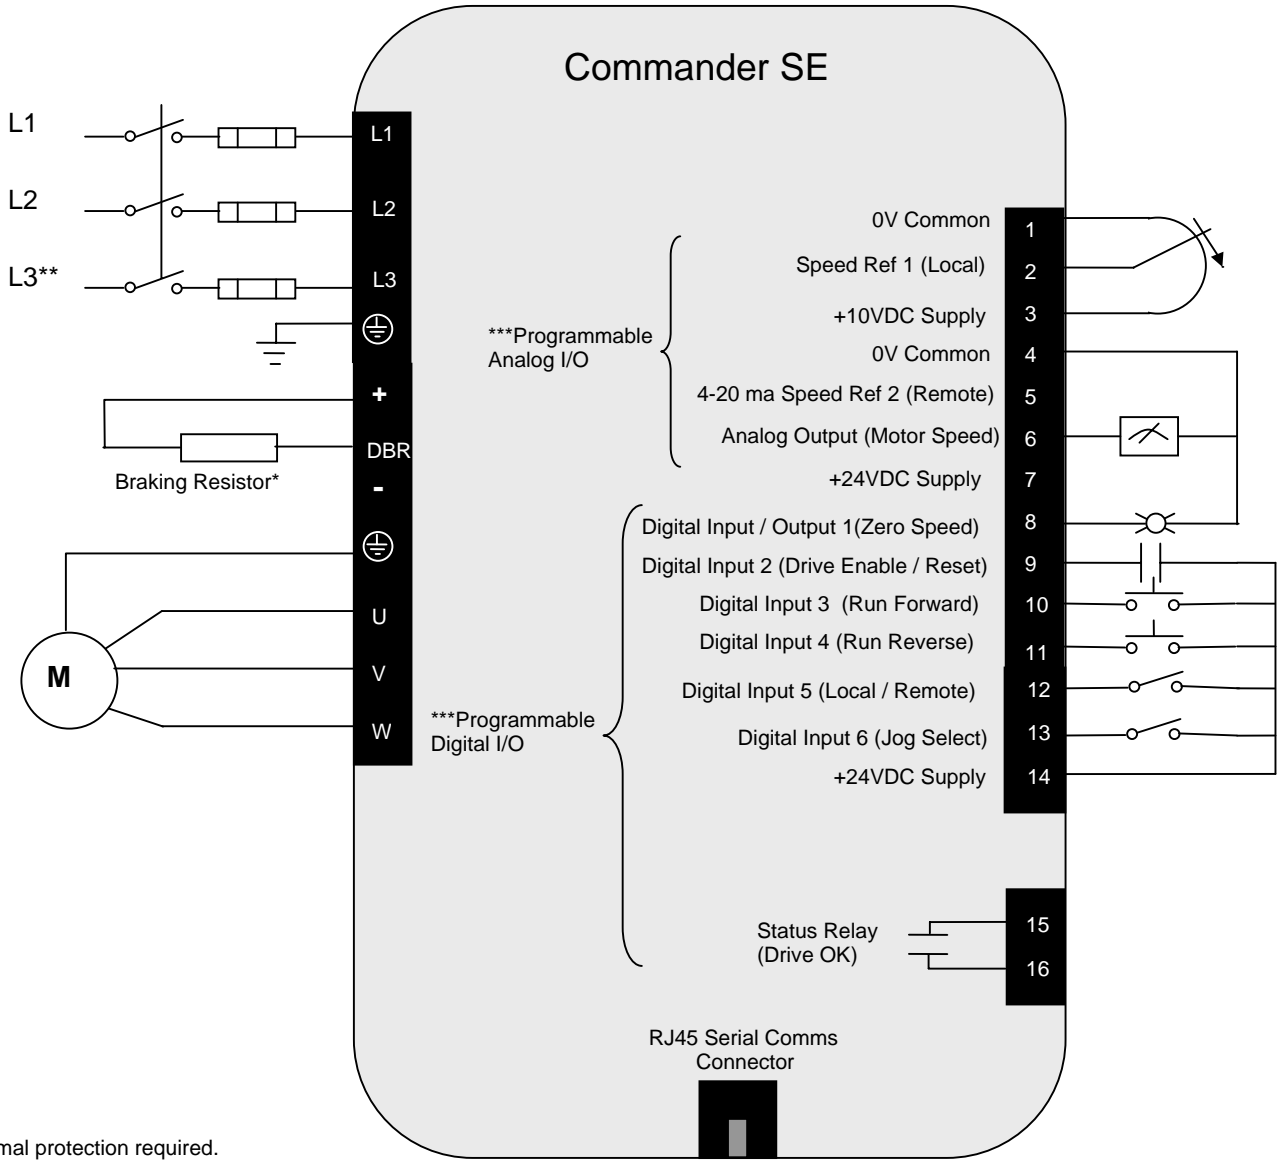 Commander SE
L1
L2
L3**
L1
L2
L3
+
DBR
-
U
V
W
Braking Resistor*
M
***Programmable
Analog I/O
0V Common
1
Speed Ref 1 (Local)
2
+10VDC Supply
3
0V Common
4
4-20 ma Speed Ref 2 (Remote)
5
Analog Output (Motor Speed)
6
+24VDC Supply
7
***Programmable
Digital I/O
Digital Input / Output 1(Zero Speed)
8
Digital Input 2 (Drive Enable / Reset)
9
Digital Input 3 (Run Forward)
10
Digital Input 4 (Run Reverse)
11
Digital Input 5 (Local / Remote)
12
Digital Input 6 (Jog Select)
13
+24VDC Supply
14
Status Relay
(Drive OK)
15
16
RJ45 Serial Comms
Connector
mal protection required.